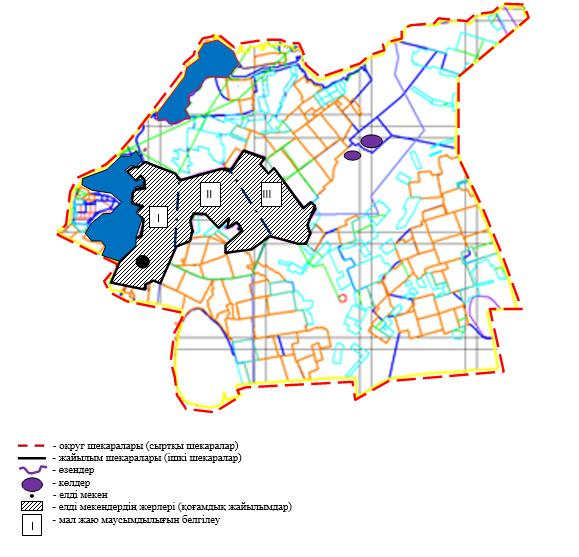 I
II
III
- округ шекаралары (сыртқы шекаралар)
- жайылым шекаралары (ішкі шекаралар)
- өзендер
- көлдер
- елді мекен
- елді мекендердің жерлері (қоғамдық жайылымдар)
I - мал жаю маусымдылығын белгілеу